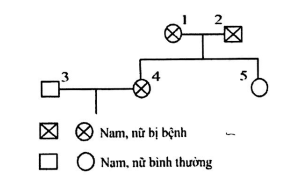 1 2
3 4 5
Nam, nữ bị bệnh
Nam, nữ bình thường